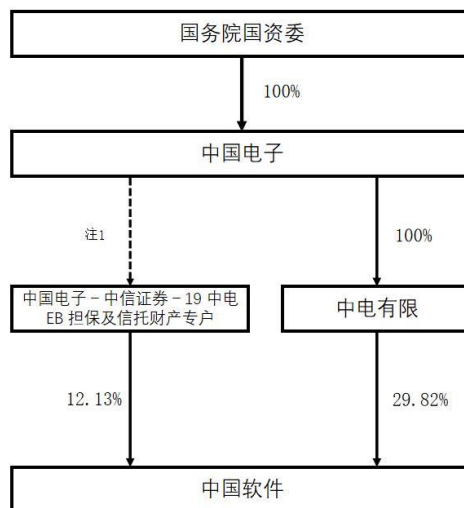 国务院国资委
100%
中国电子
注1
100%
中国电子－中信证券－19 中电
EB 担保及信托财产专户
中电有限
12.13%
29.82%
中国软件